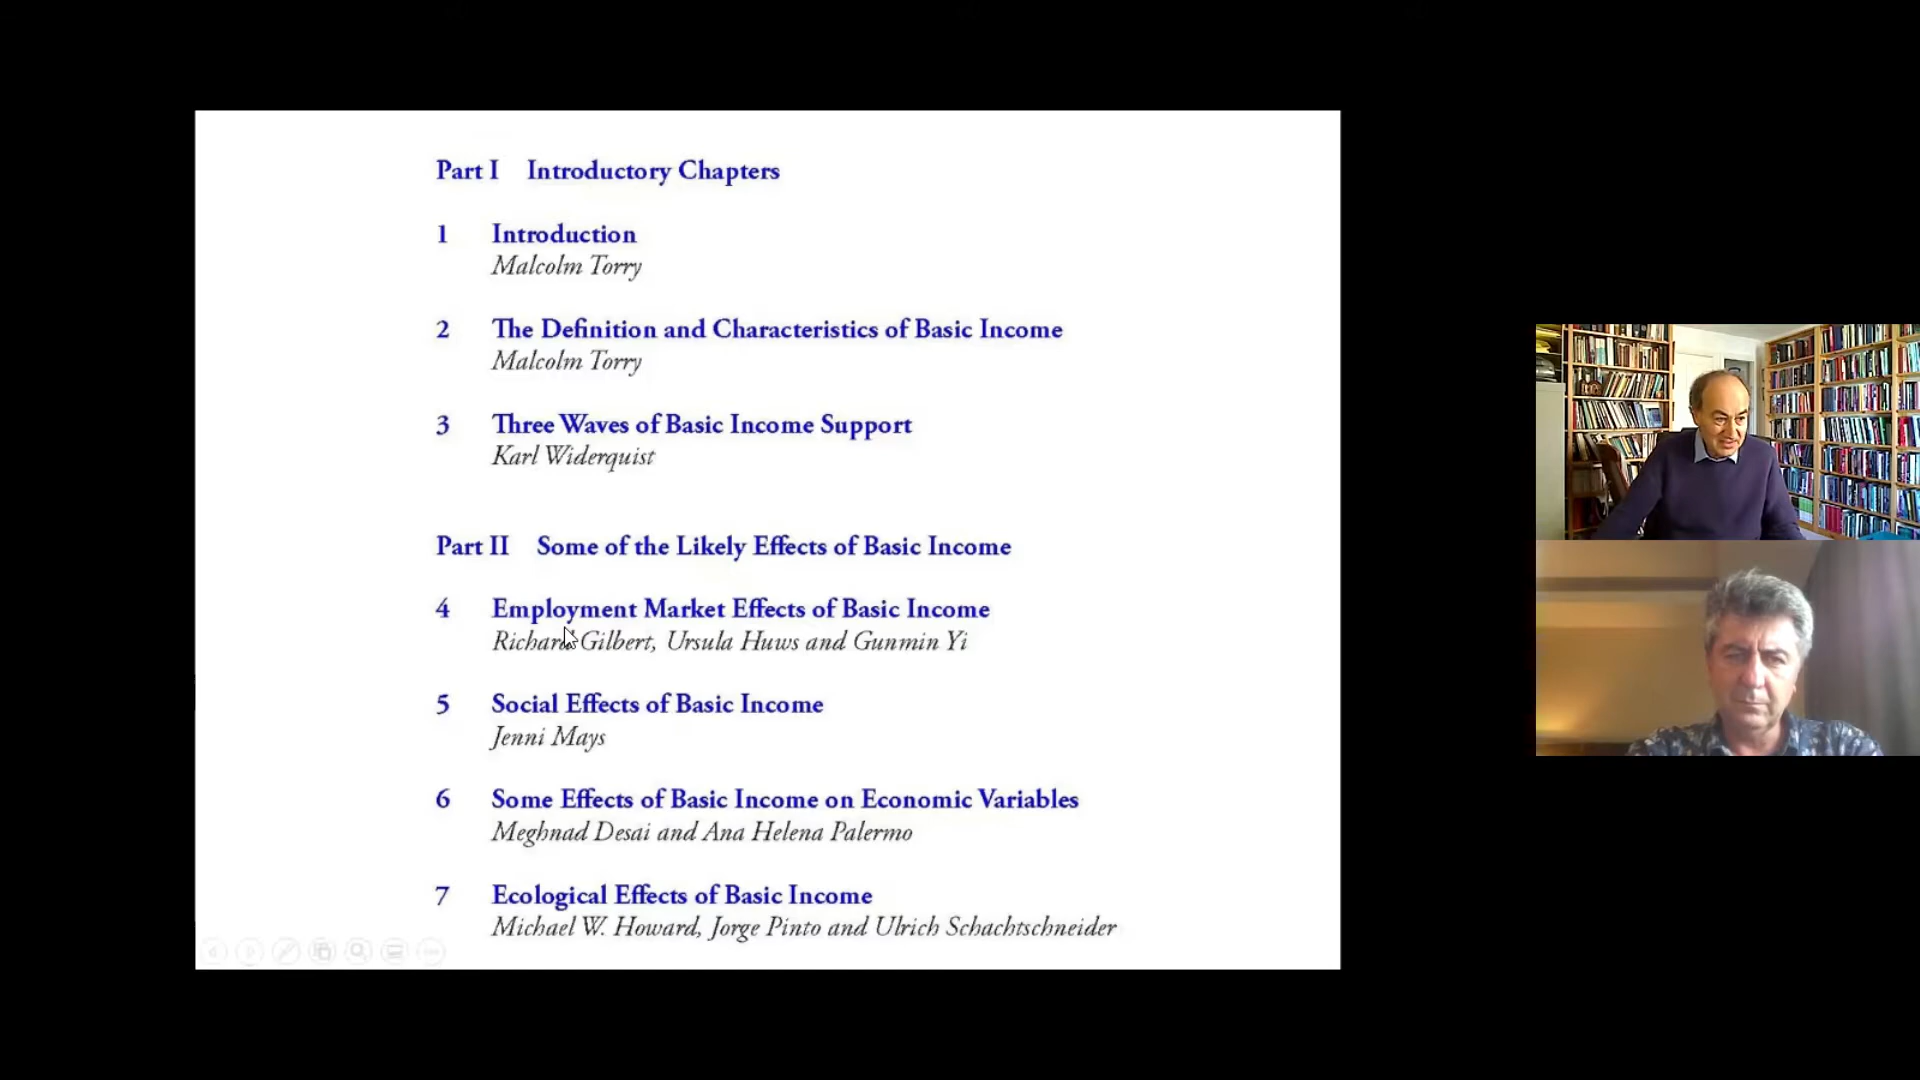 Part I Introductory Chapters
1 Introduction
Malcolm Torry
2 The Definition and Characteristics of Basic Income
Malcolm Torry
3 Three Waves of Basic Income Support
Karl Widerquist
Part II Some of the Likely Effects of Basic Income
4 Employment Market Effects of Basic Income
Richard Gilbert, Ursula Huws and Gunmin Yi
5 Social Effects of Basic Income
Jenni Mays
6 Some Effects of Basic Income on Economic Variables
Meghnad Desai and Ana Helena Palermo
7 Ecological Effects of Basic Income
Michael W. Howard, Jorge Pinto and Ulrich Schachtschneider